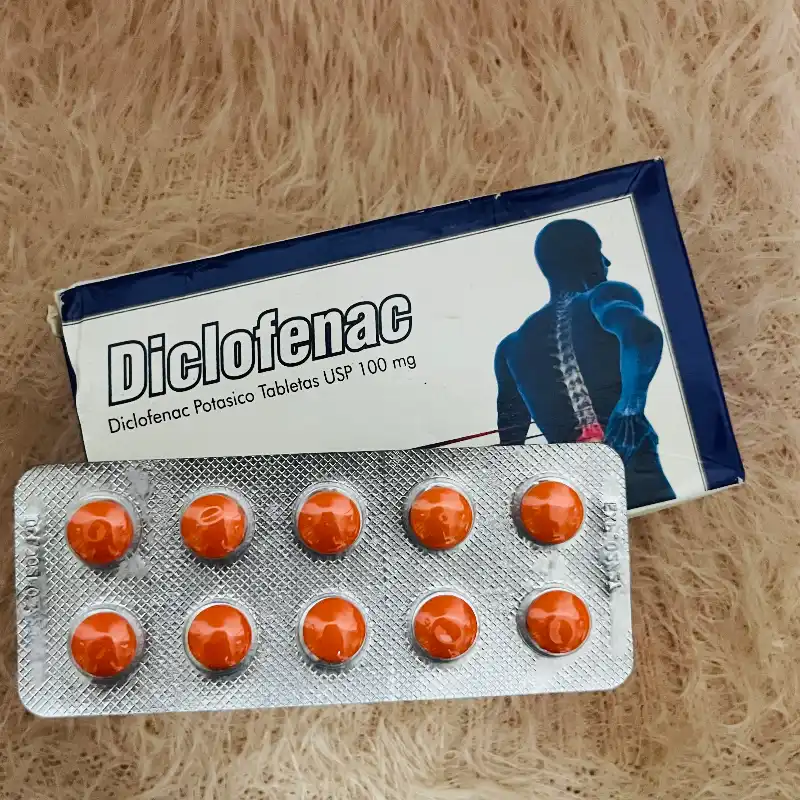 Diclofenac
Diclofenac Potasico Tabletas USP 100 mg